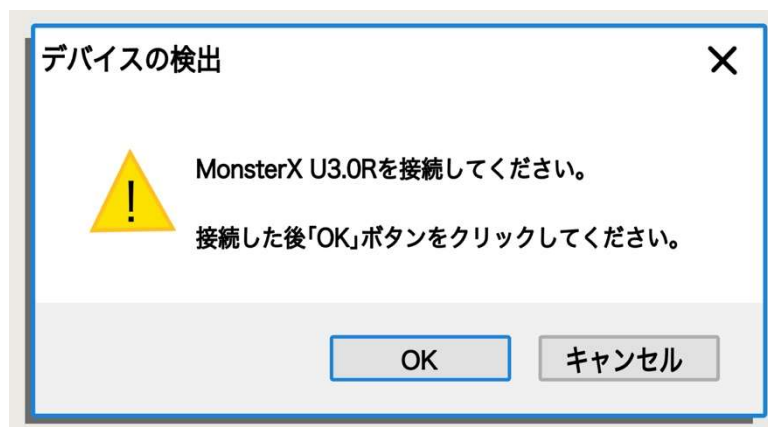 デバイスの検出
MonsterX U3.0Rを接続してください。
接続した後「OK」ボタンをクリックしてください。
OK
キャンセル